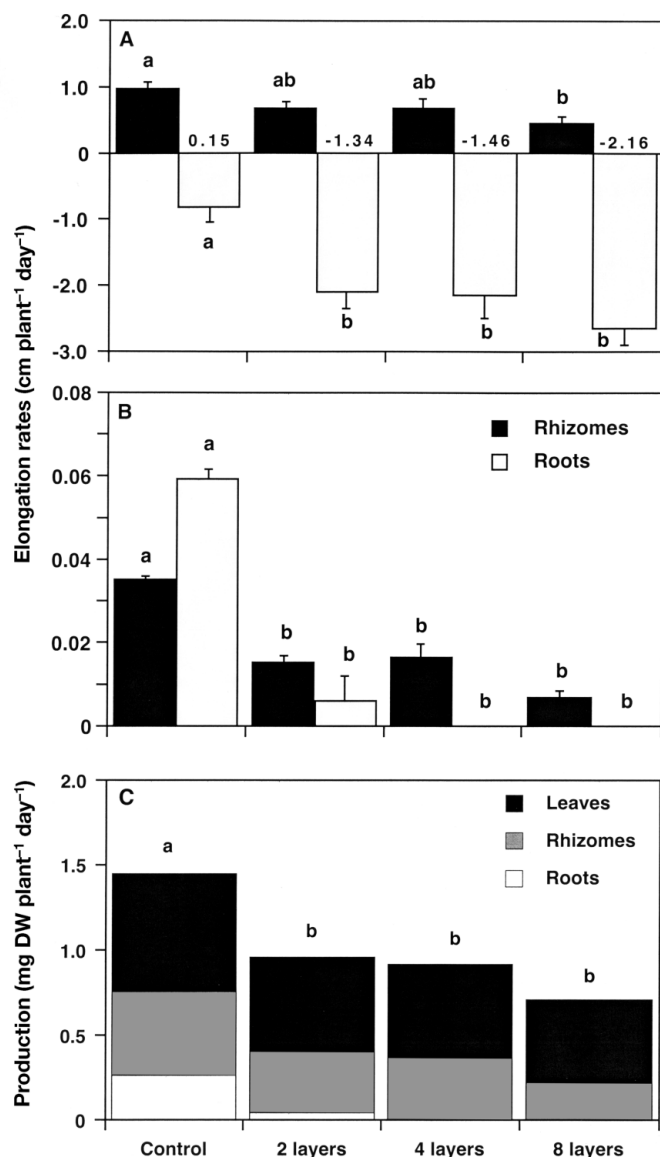 Elongation rates (cm plant⁻¹ day⁻¹)
A
2.0
1.0
0
-1.0
-2.0
-3.0
a ab ab b
0.15 -1.34 -1.46 -2.16
a b b b
B
0.08
0.06
0.04
0.02
0
Rhizomes
Roots
a
a
b b b b b b
Production (mg DW plant⁻¹ day⁻¹)
C
2.0
1.5
1.0
0.5
0
Leaves
Rhizomes
Roots
a b b b
Control 2 layers 4 layers 8 layers